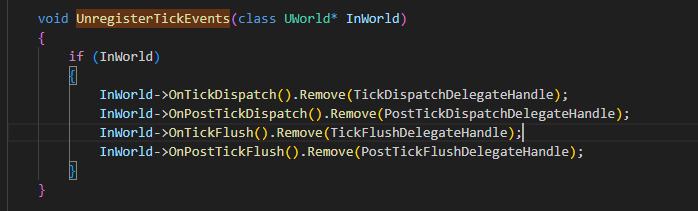 void UnregisterTickEvents(class UWorld* InWorld)
{
if (InWorld)
{
InWorld->OnTickDispatch().Remove(TickDispatchDelegateHandle);
InWorld->OnPostTickDispatch().Remove(PostTickDispatchDelegateHandle);
InWorld->OnTickFlush().Remove(TickFlushDelegateHandle);
InWorld->OnPostTickFlush().Remove(PostTickFlushDelegateHandle);
}
}